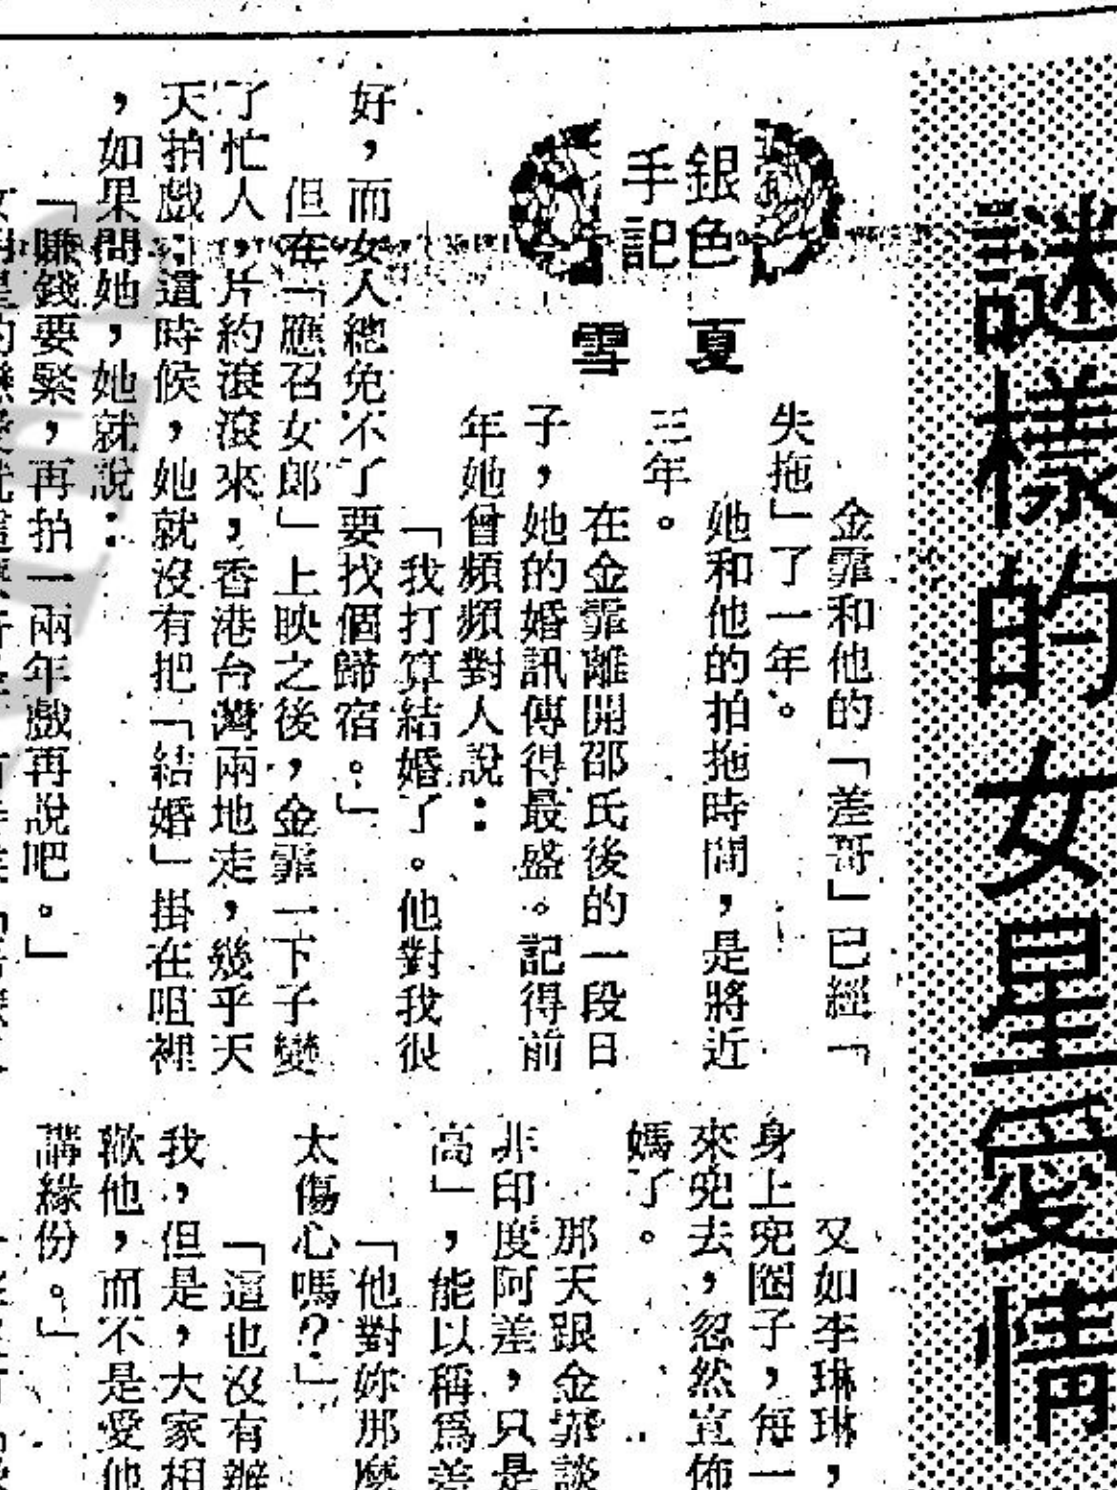 謎樣的女星愛情
銀色
手記
夏雪
金霏和他的「差哥」已經「
失拖」了一年。
她和他的拍拖時間，是將近
三年。
在金霏離開邵氏後的一段日
子，她的婚訊傳得最盛。記得前
年她曾頻頻對人說：
「我打算結婚了。他對我很
好，而女人總免不了要找個歸宿。」
但在「應召女郎」上映之後，金霏一下子變
了忙人，片約滾滾來，香港台灣兩地走，幾乎天
天拍戲；這時候，她就沒有把「結婚」掛在咀裡
，如果問她，她就說：
「賺錢要緊，再拍一兩年戲再說吧。」
又如李琳琳，
身上兜圈子，每一
來兜去，忽然宣佈
媽了。
那天跟金霏談
非印度阿差，只是
高」，能以稱爲差
「他對妳那麼
太傷心嗎？」
「這也沒有辦
我，但是，大家相
歡他，而不是愛他
講緣份。」